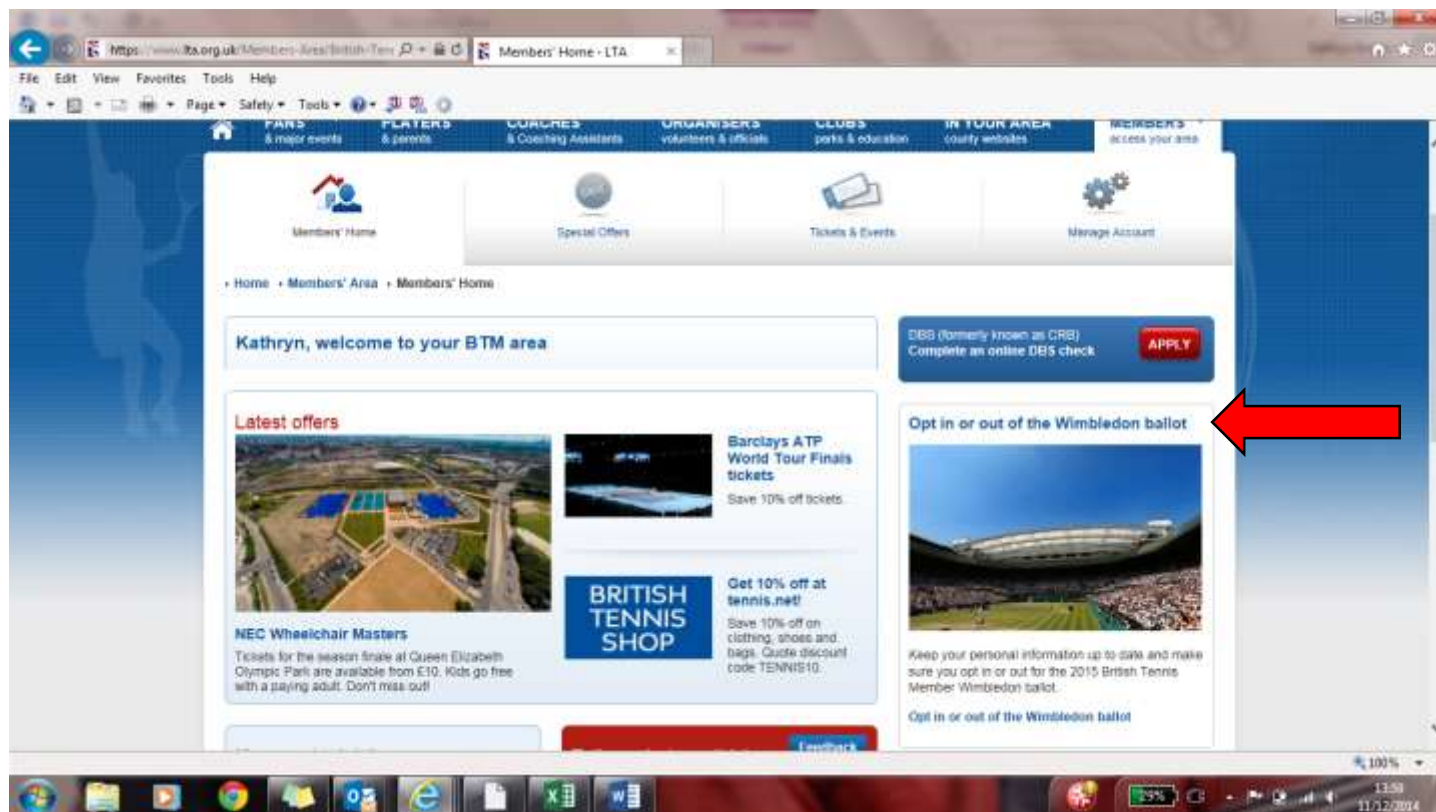 Members' Home - LTA
File Edit View Favorites Tools Help
Page Safety Tools
FANS PLAYERS COACHES ORGANISERS CLUBS IN YOUR AREA MEMBERS
& major events & parents & Coaching Assistants volunteers & officials parks & education county websites access your area
Members' Home Special Offers Tickets & Events Manage Account
Home Members' Area Members' Home
Kathryn, welcome to your BTM area
DBS (formerly known as CRB)
Complete an online DBS check
APPLY
Latest offers
NEC Wheelchair Masters
Tickets for the season finale at Queen Elizabeth
Olympic Park are available from £10. Kids go free
with a paying adult. Don't miss out!
Barclays ATP
World Tour Finals
tickets
Save 10% off tickets.
BRITISH
TENNIS
SHOP
Get 10% off at
tennis.net!
Save 10% off on
clothing, shoes and
bags. Quote discount
code TENNIS10.
Opt in or out of the Wimbledon ballot
Keep your personal information up to date and make
sure you opt in or out for the 2015 British Tennis
Member Wimbledon ballot.
Opt in or out of the Wimbledon ballot
Feedback
100%
29%
13:59
11/12/2014